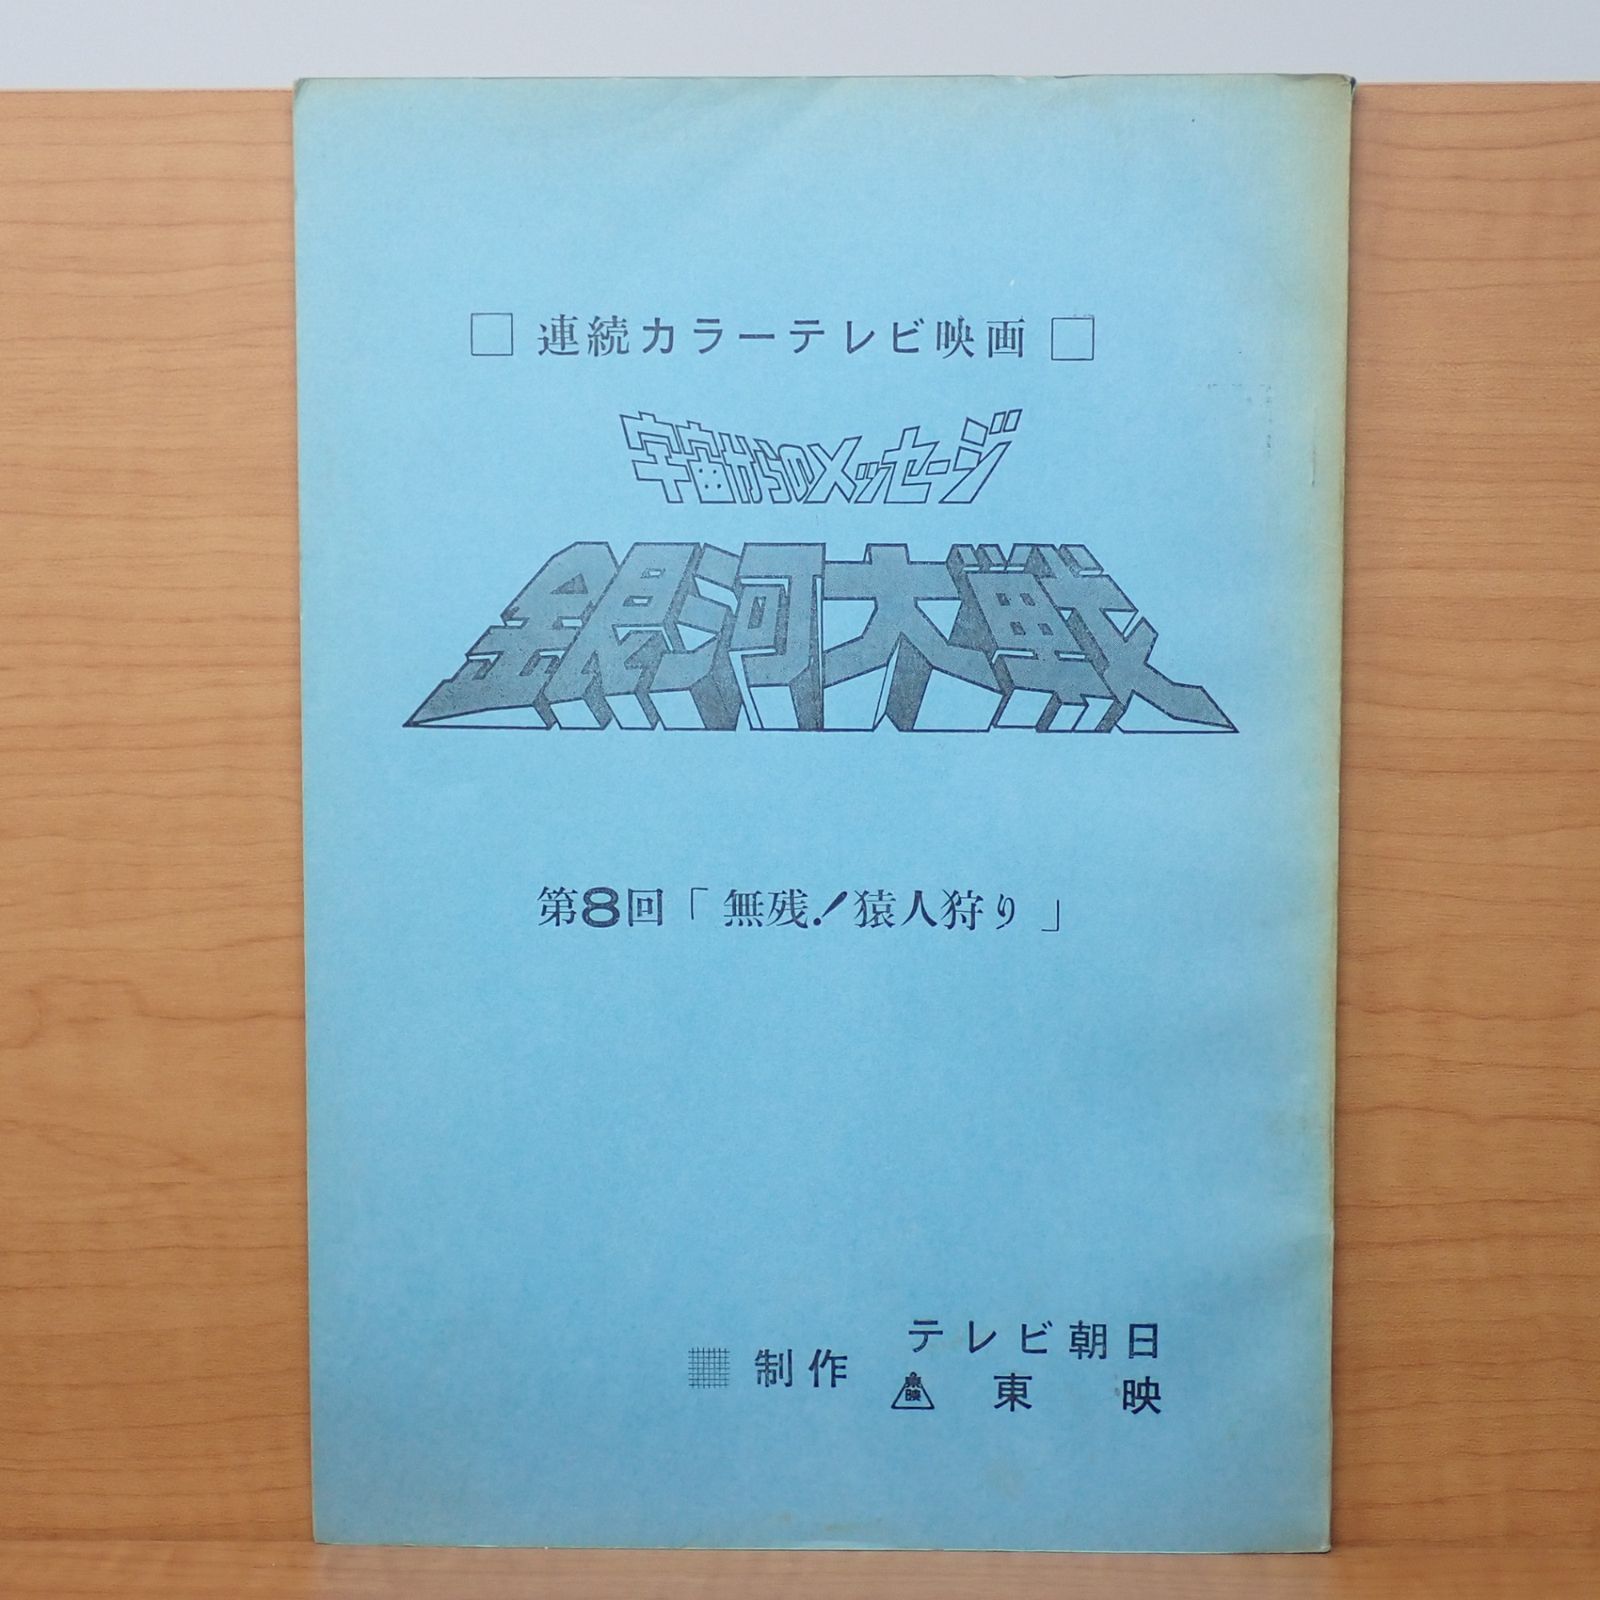 □ 連続カラーテレビ映画 □
宇宙からのメッセージ
銀河大戦
第8回「無残!猿人狩り」
制作 テレビ朝日
東映 東映